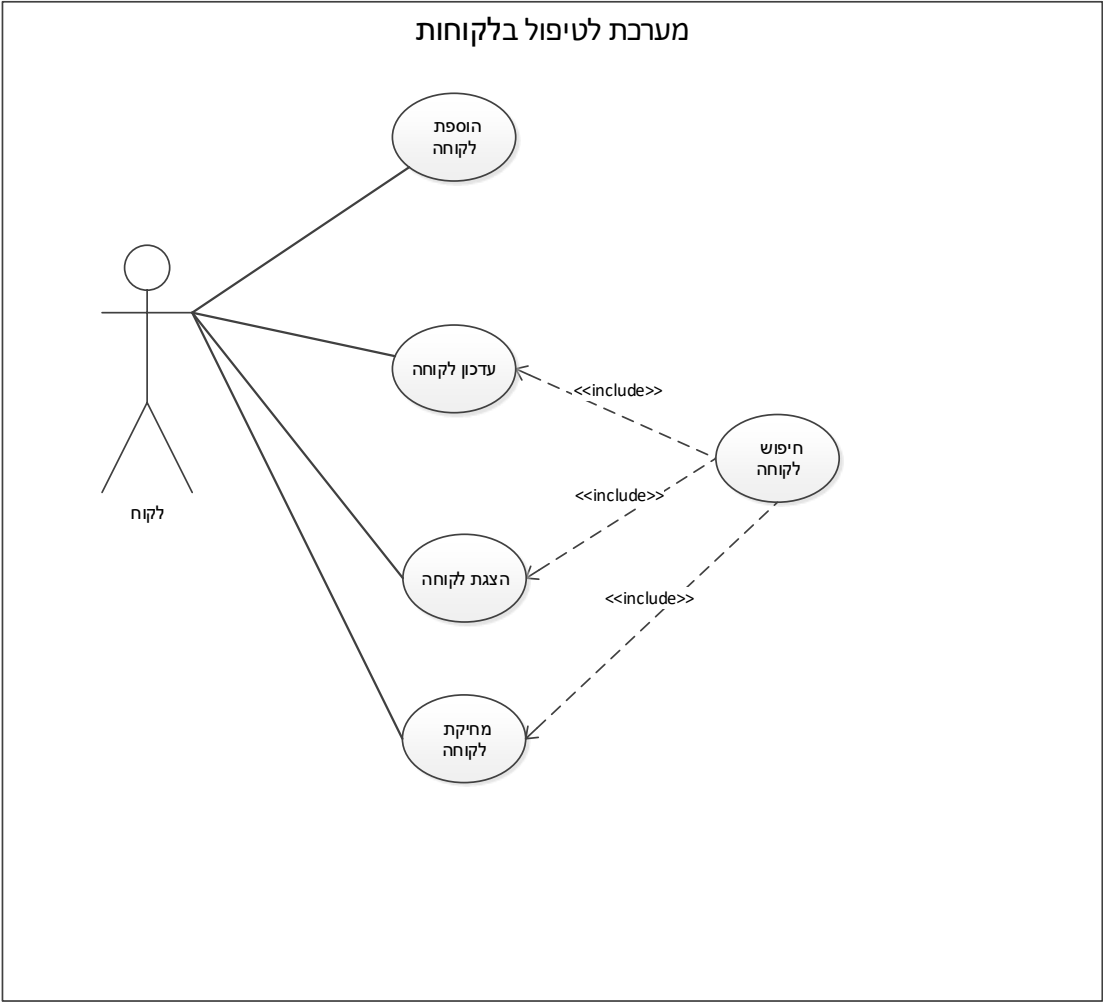 מערכת לטיפול בלקוחות
הוספת
לקוחה
עדכון לקוחה
<<include>>
חיפוש
לקוחה
<<include>>
לקוח
הצגת לקוחה
<<include>>
מחיקת
לקוחה